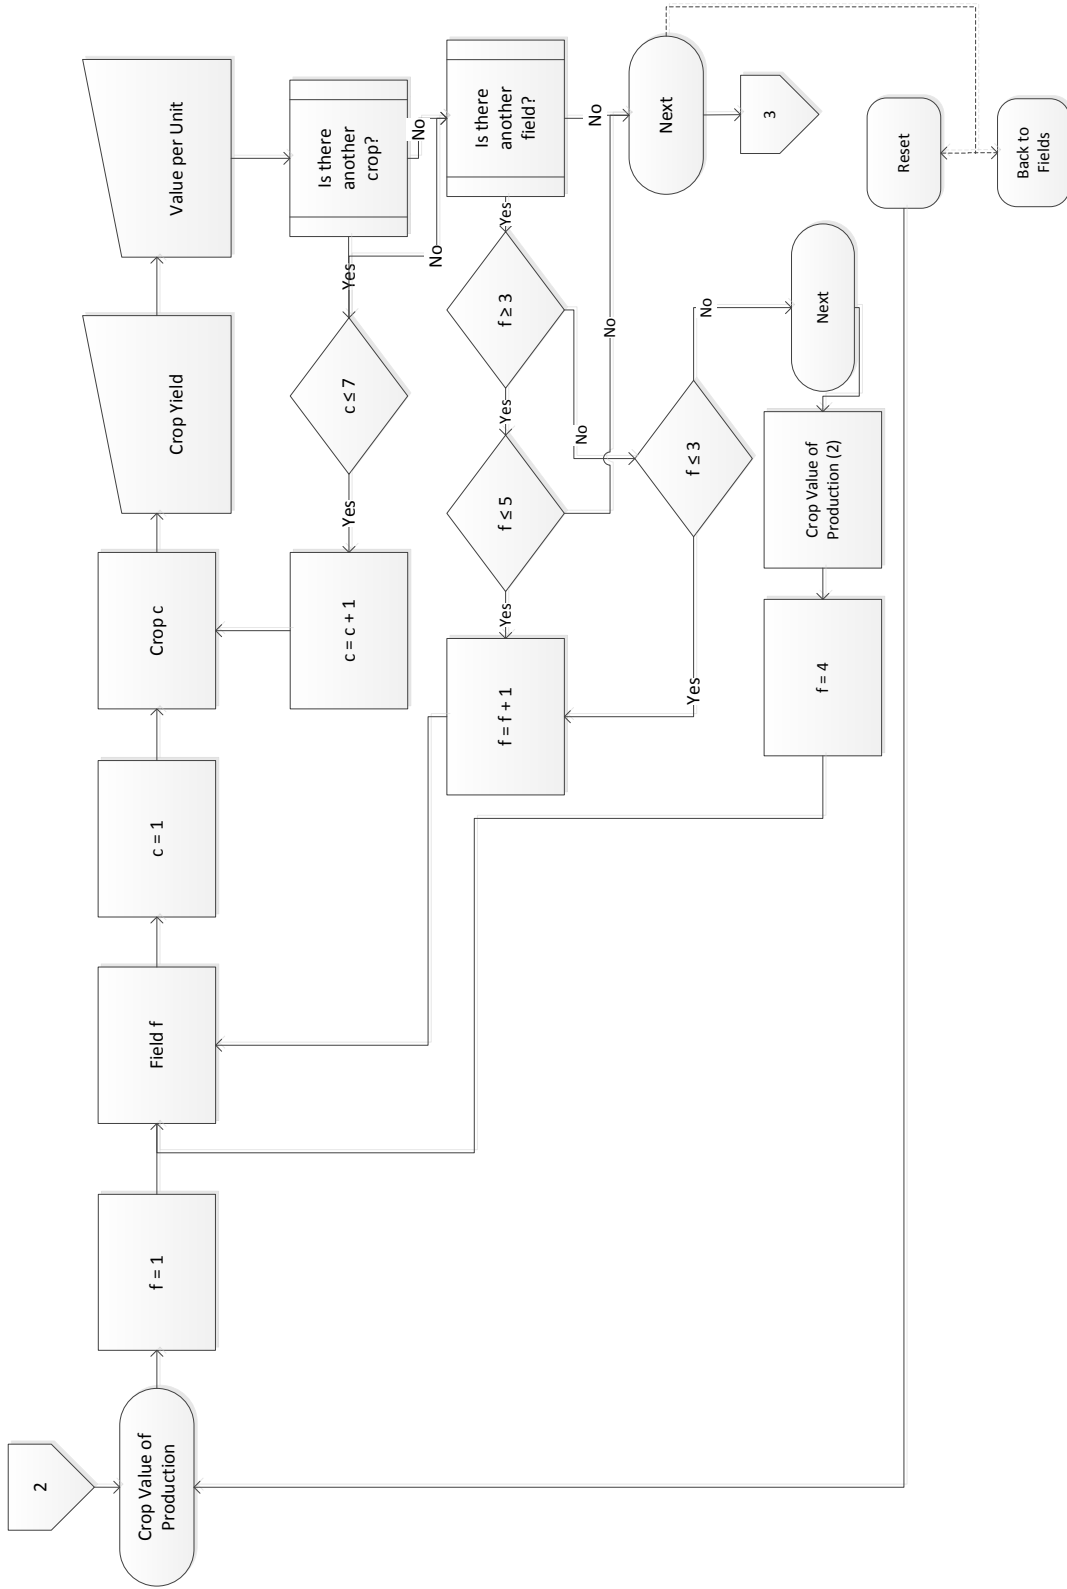 2
Crop Value of
Production
f = 1
Field f
c = 1
Crop c
Crop Yield
Value per Unit
Is there
another
crop?
Yes
No
No
c ≤ 7
Yes
c = c + 1
Is there
another
field?
Yes
No
f ≥ 3
Yes
No
f ≤ 5
Yes
No
f = f + 1
f ≤ 3
Yes
No
Next
3
Next
Crop Value of
Production (2)
f = 4
Reset
Back to
Fields